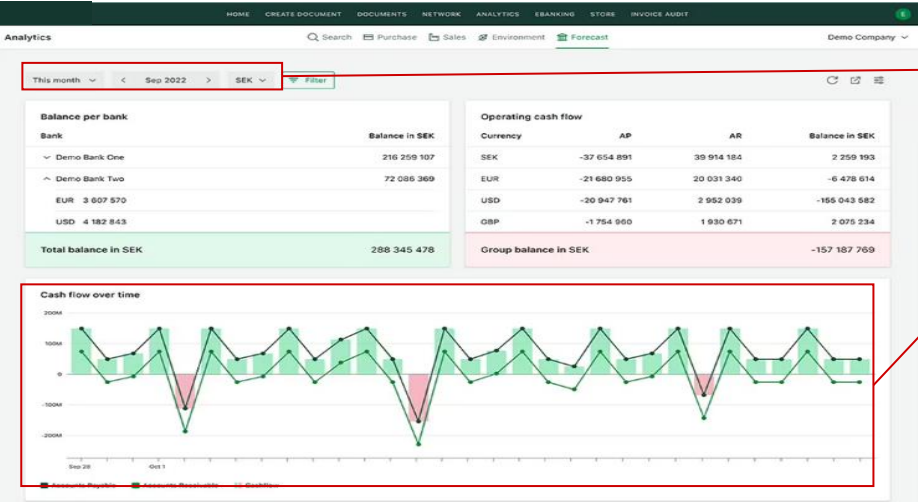 HOME CREATE DOCUMENT DOCUMENTS NETWORK ANALYTICS EBANKING STORE INVOICE AUDIT E
Analytics Search Purchase Sales Environment Forecast Demo Company
This month < Sep 2022 > SEK Filter
Balance per bank
Bank Balance in SEK
Demo Bank One 216 259 107
Demo Bank Two 72 086 369
EUR 3 607 570
USD 4 182 843
Total balance in SEK 288 345 478
Operating cash flow
Currency AP AR Balance in SEK
SEK -37 654 891 39 914 184 2 259 193
EUR -21 680 955 20 031 340 -6 478 614
USD -20 947 761 2 952 039 -155 043 582
GBP -1 754 960 1 930 671 2 075 234
Group balance in SEK -157 187 769
Cash flow over time
200M
100M
0
-100M
-200M
Sep 28 Oct 1
Accounts Payable Accounts Receivable Cashflow